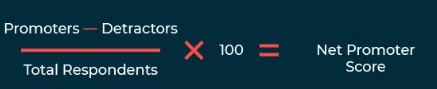 Promoters — Detractors
Total Respondents
× 100 =
Net Promoter
Score